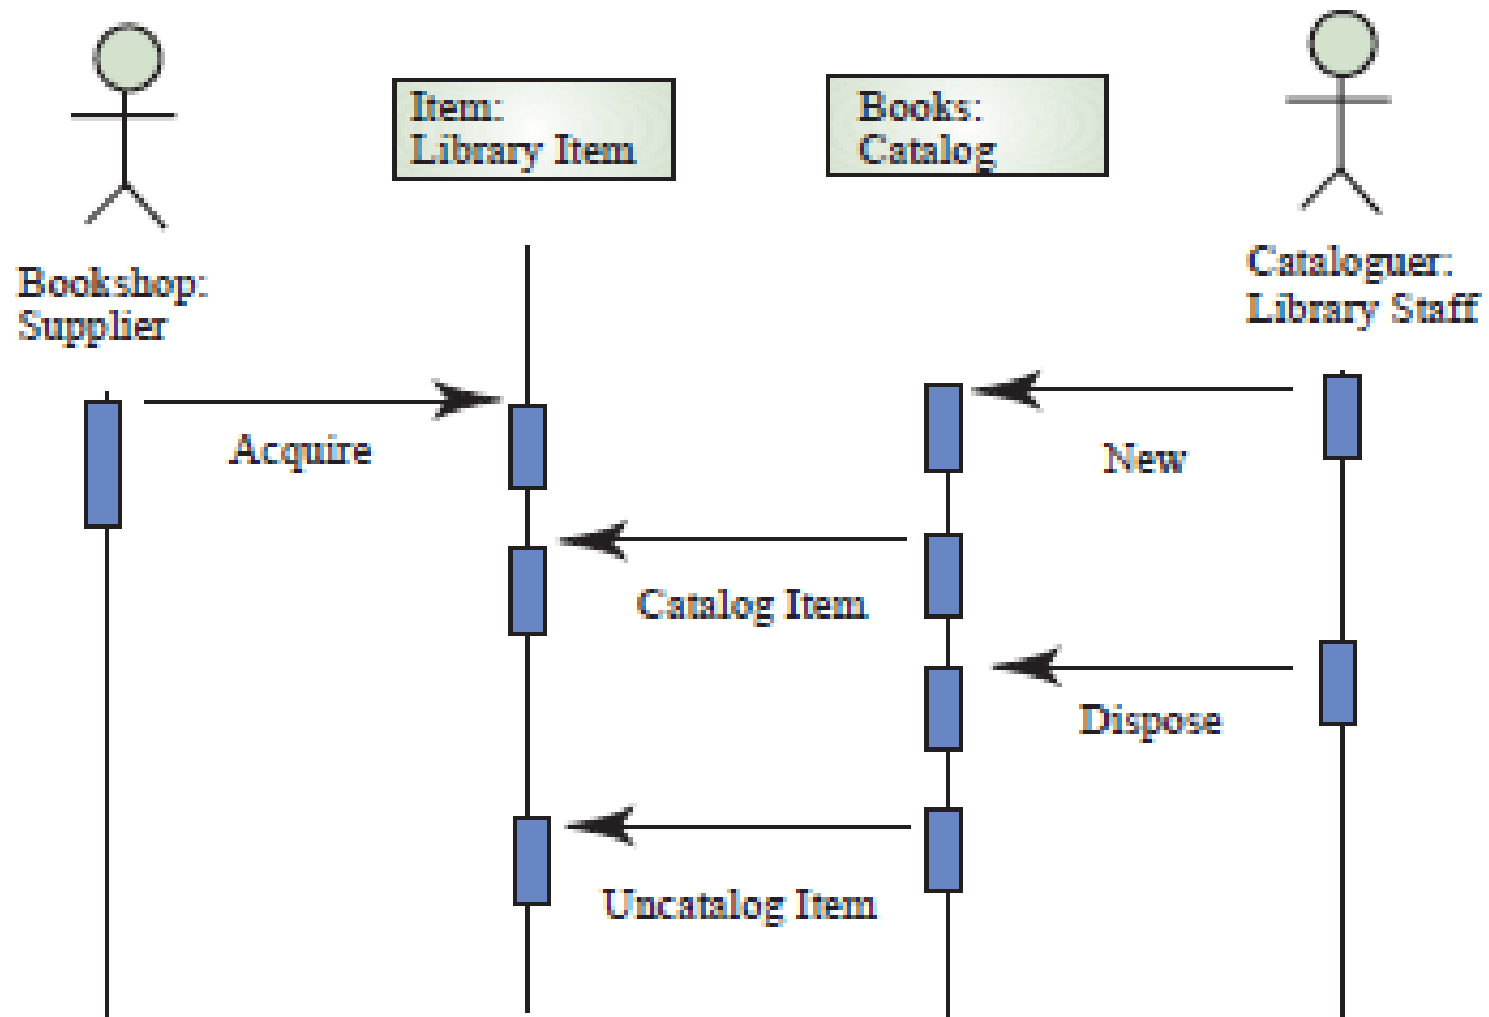 Item:
Library Item
Books:
Catalog
Bookshop:
Supplier
Cataloguer:
Library Staff
Acquire
New
Catalog Item
Dispose
Uncatalog Item